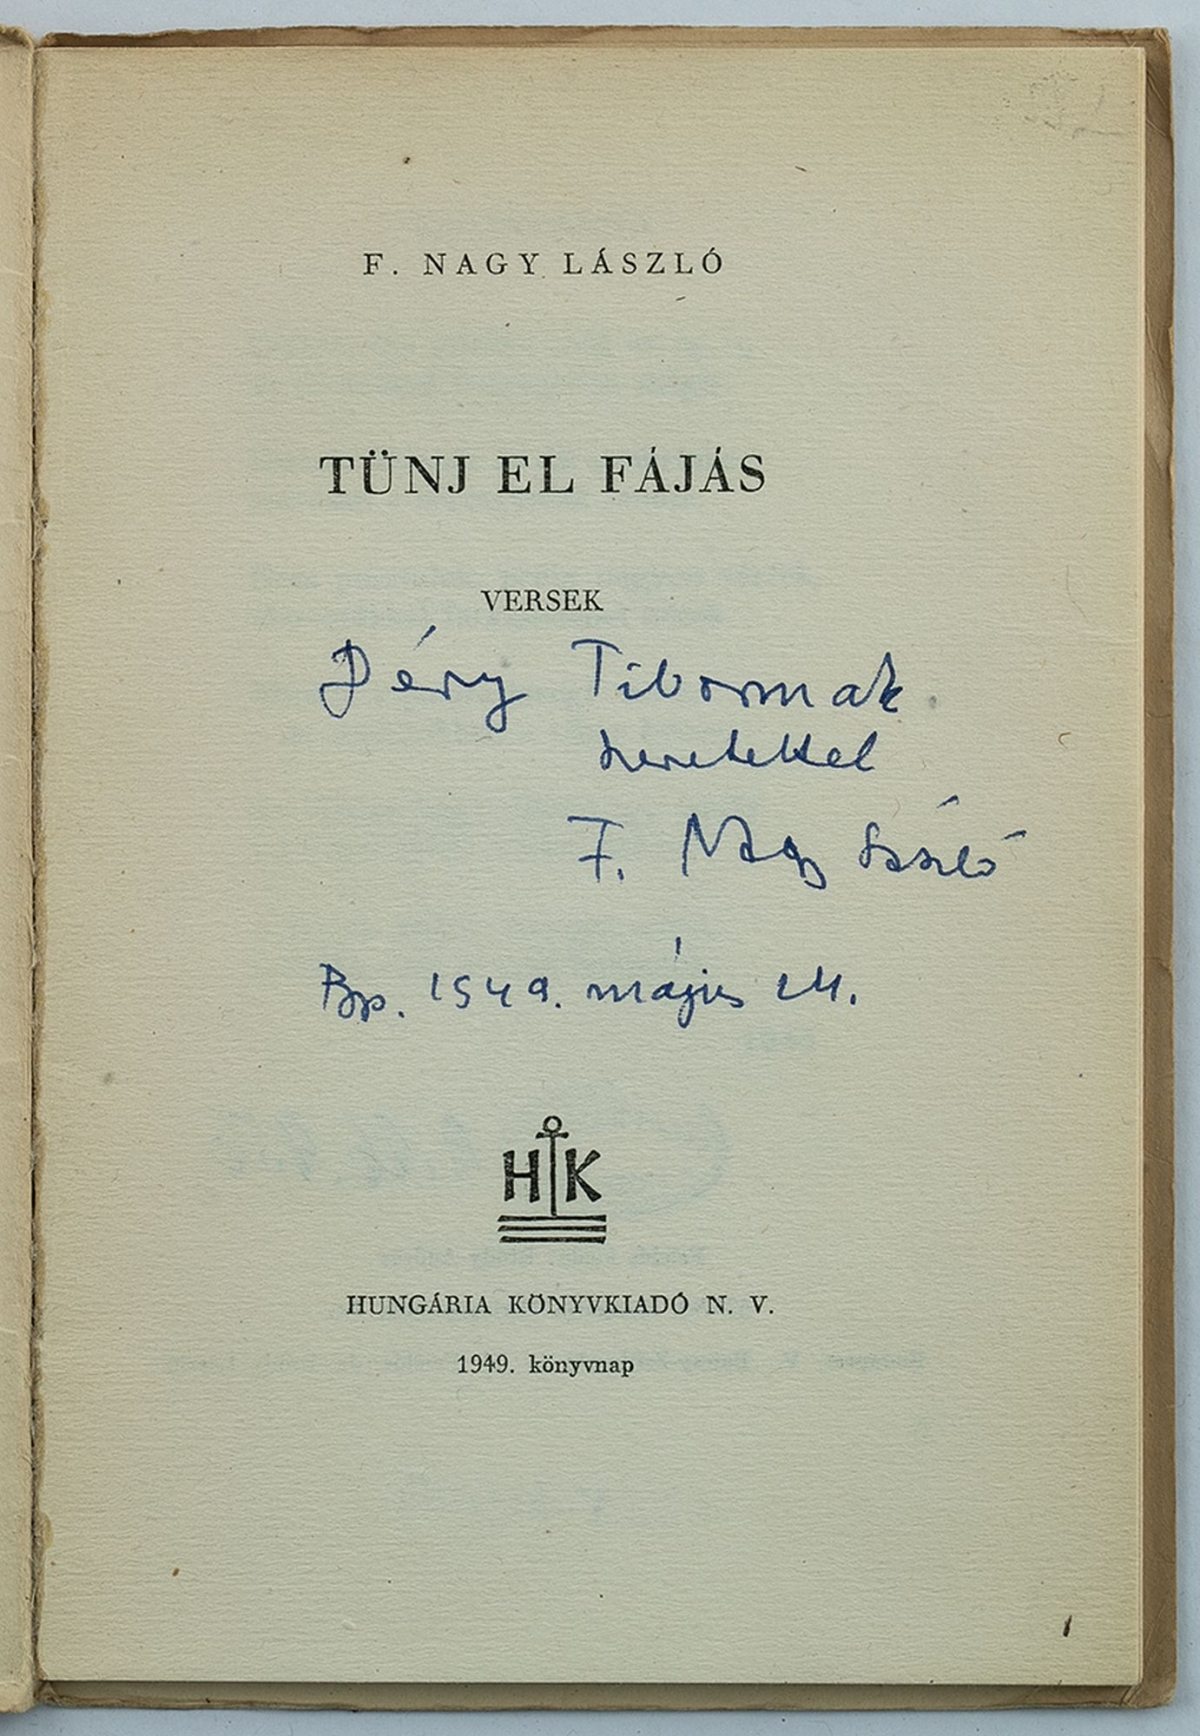 F. NAGY LÁSZLÓ
TÜNJ EL FÁJÁS
VERSEK
Déry Tibornak
szeretettel
F. Nagy László
Bp. 1949. május 24.
HK
HUNGÁRIA KÖNYVKIADÓ N. V.
1949. könyvnap